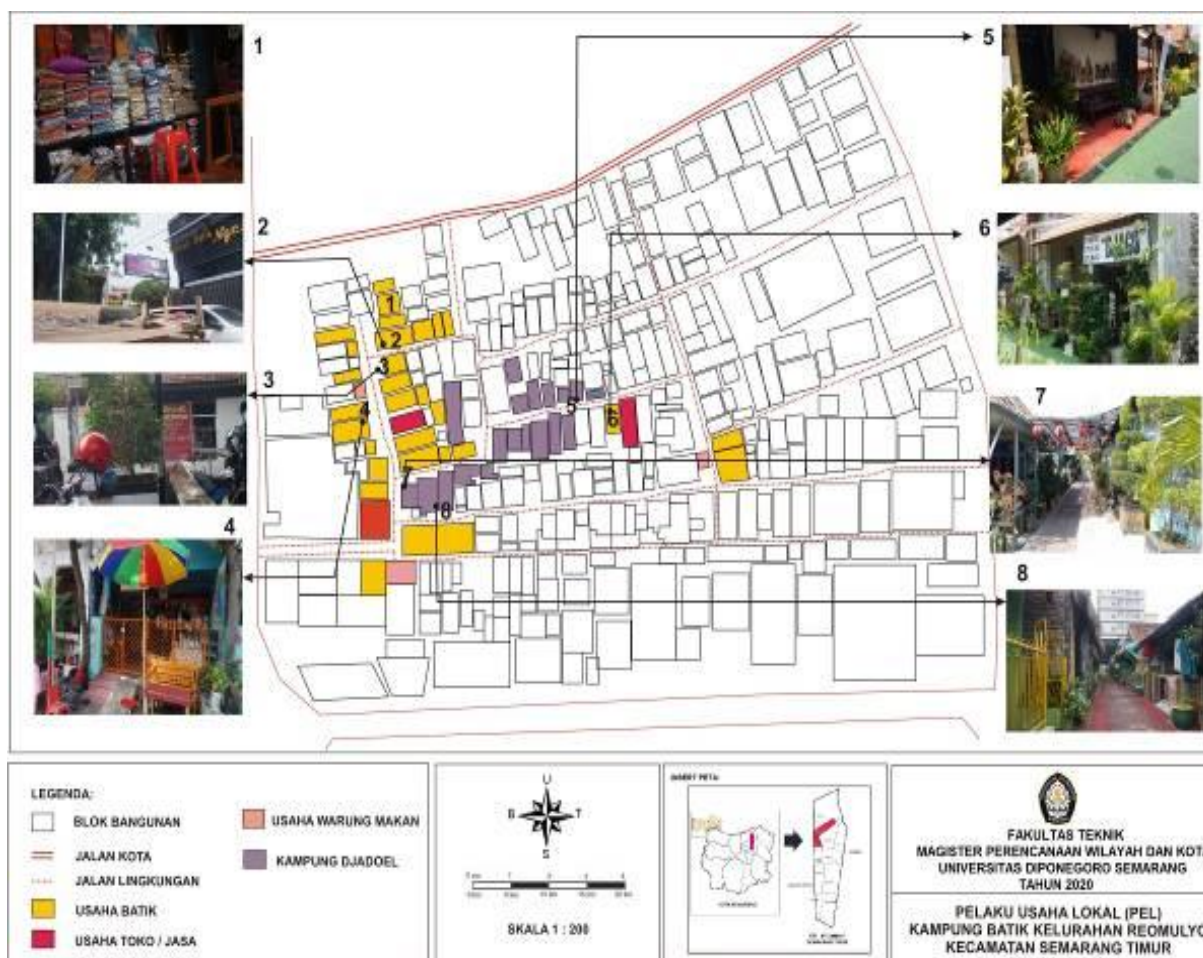 1
2
3
4
5
6
7
8
1
2
3
4
5
6
7
8
LEGENDA:
BLOK BANGUNAN
JALAN KOTA
JALAN LINGKUNGAN
USAHA BATIK
USAHA TOKO / JASA
USAHA WARUNG MAKAN
KAMPUNG DJADOEL
U
B
T
S
SKALA 1 : 200
INSERT PETA:
FAKULTAS TEKNIK
MAGISTER PERENCANAAN WILAYAH DAN KOTA
UNIVERSITAS DIPONEGORO SEMARANG
TAHUN 2020
PELAKU USAHA LOKAL (PEL)
KAMPUNG BATIK KELURAHAN REOMULYO
KECAMATAN SEMARANG TIMUR